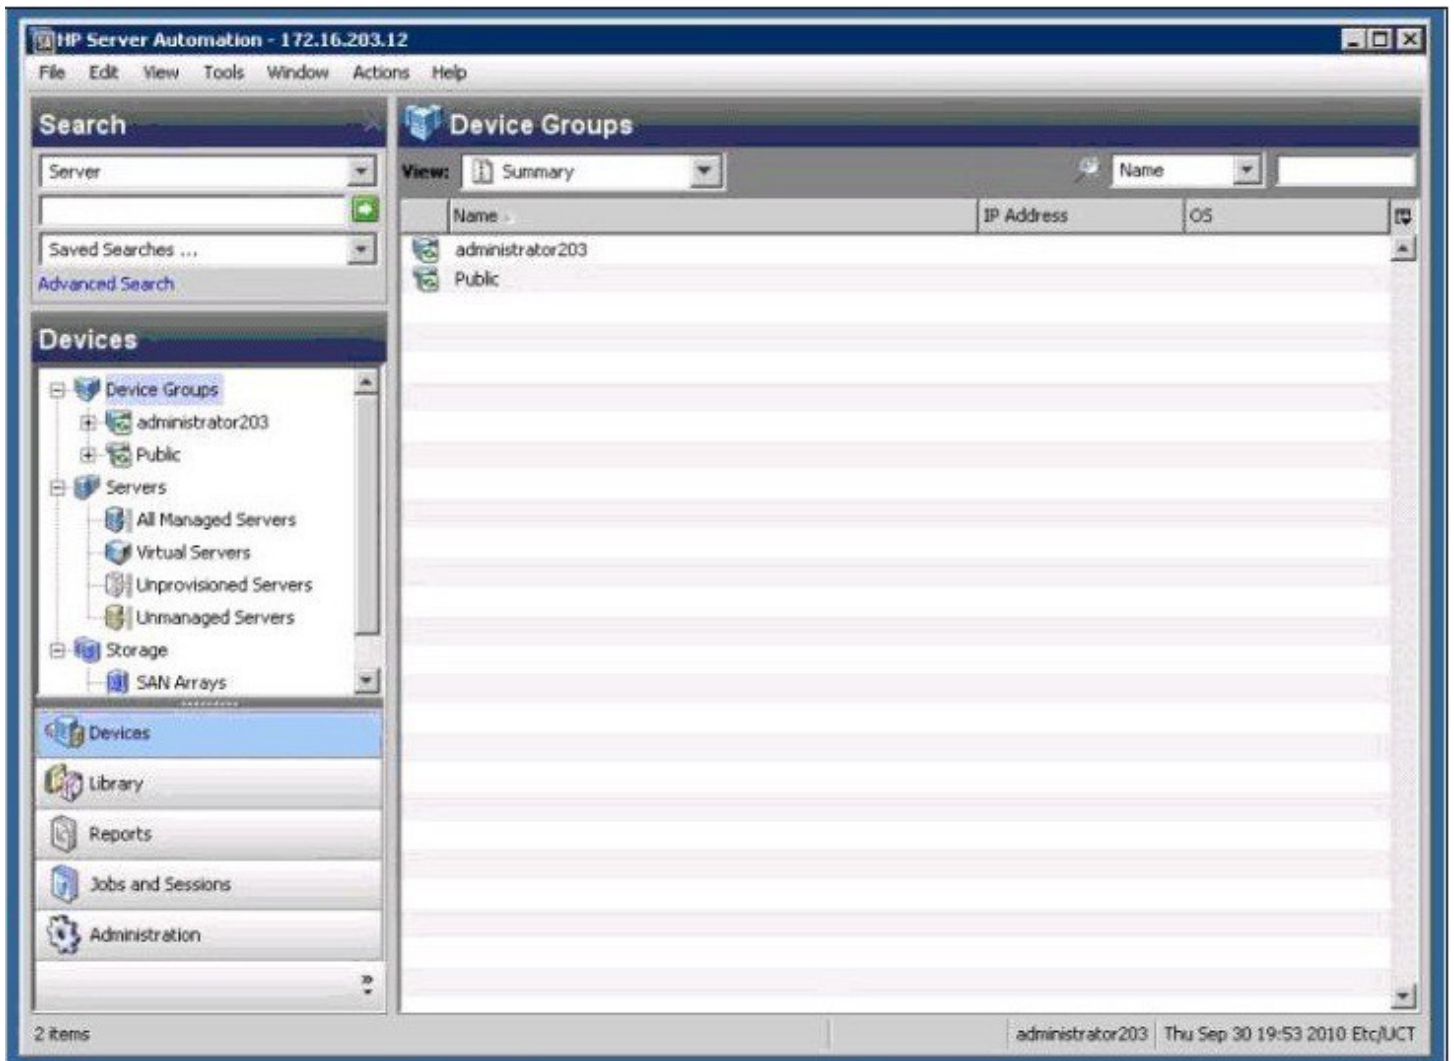 HP Server Automation - 172.16.203.12
File Edit View Tools Window Actions Help
Search
Server
Saved Searches ...
Advanced Search
Devices
Device Groups
administrator203
Public
Servers
All Managed Servers
Virtual Servers
Unprovisioned Servers
Unmanaged Servers
Storage
SAN Arrays
Devices
Library
Reports
Jobs and Sessions
Administration
Device Groups
View: Summary Name
Name IP Address OS
administrator203
Public
2 items administrator203 Thu Sep 30 19:53 2010 Etc/UCT